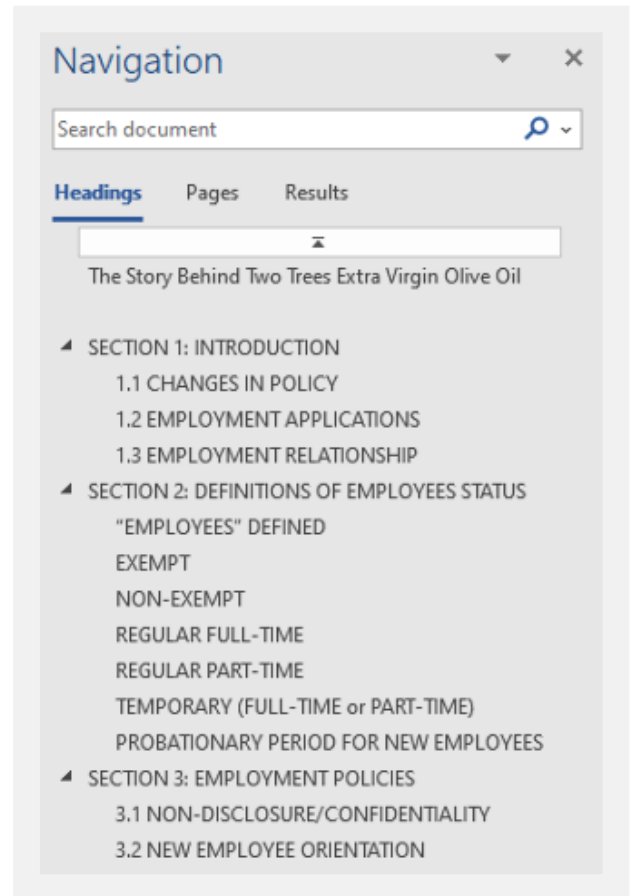 Navigation
Search document
Headings Pages Results
The Story Behind Two Trees Extra Virgin Olive Oil
SECTION 1: INTRODUCTION
1.1 CHANGES IN POLICY
1.2 EMPLOYMENT APPLICATIONS
1.3 EMPLOYMENT RELATIONSHIP
SECTION 2: DEFINITIONS OF EMPLOYEES STATUS
“EMPLOYEES” DEFINED
EXEMPT
NON-EXEMPT
REGULAR FULL-TIME
REGULAR PART-TIME
TEMPORARY (FULL-TIME or PART-TIME)
PROBATIONARY PERIOD FOR NEW EMPLOYEES
SECTION 3: EMPLOYMENT POLICIES
3.1 NON-DISCLOSURE/CONFIDENTIALITY
3.2 NEW EMPLOYEE ORIENTATION